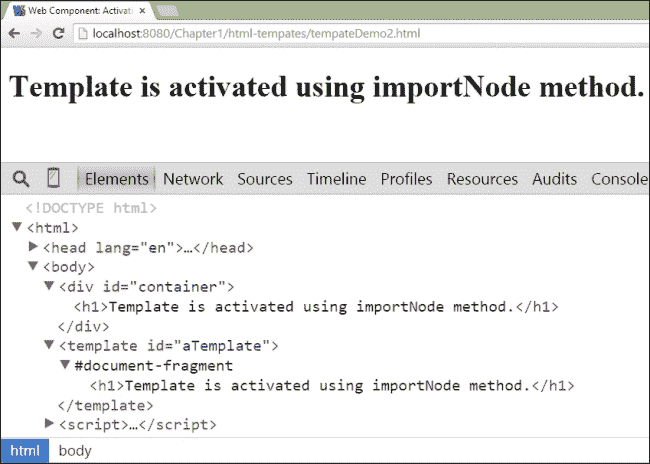 Web Component: Activati
localhost:8080/Chapter1/html-tempates/tempateDemo2.html
Template is activated using importNode method.
Elements Network Sources Timeline Profiles Resources Audits Console
<!DOCTYPE html>
<html>
<head lang="en">…</head>
<body>
<div id="container">
<h1>Template is activated using importNode method.</h1>
</div>
<template id="aTemplate">
#document-fragment
<h1>Template is activated using importNode method.</h1>
</template>
<script>…</script>
html body